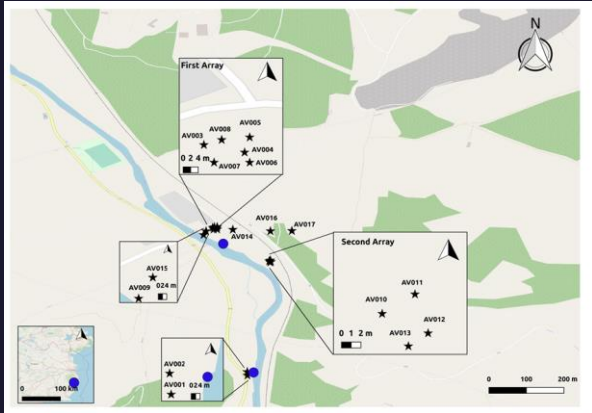 N
First Array
AV005
AV008
AV003
AV004
0 2 4 m
AV007
AV006
AV016
AV017
AV014
Second Array
AV015
024 m
AV009
AV011
AV010
AV012
0 1 2 m
AV013
AV002
AV001
024 m
0 100 km
0 100 200 m